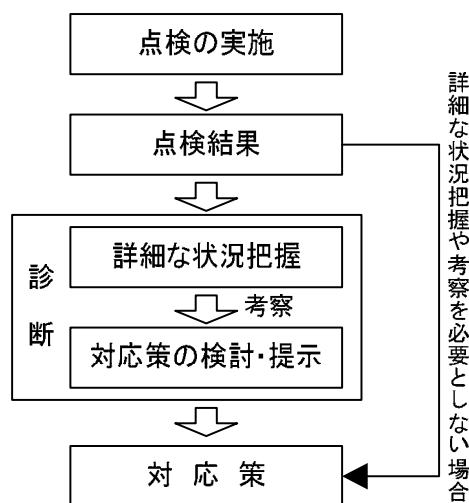 点検の実施
点検結果
診断
詳細な状況把握
考察
対応策の検討・提示
対応策
詳細な状況把握や考察を必要としない場合